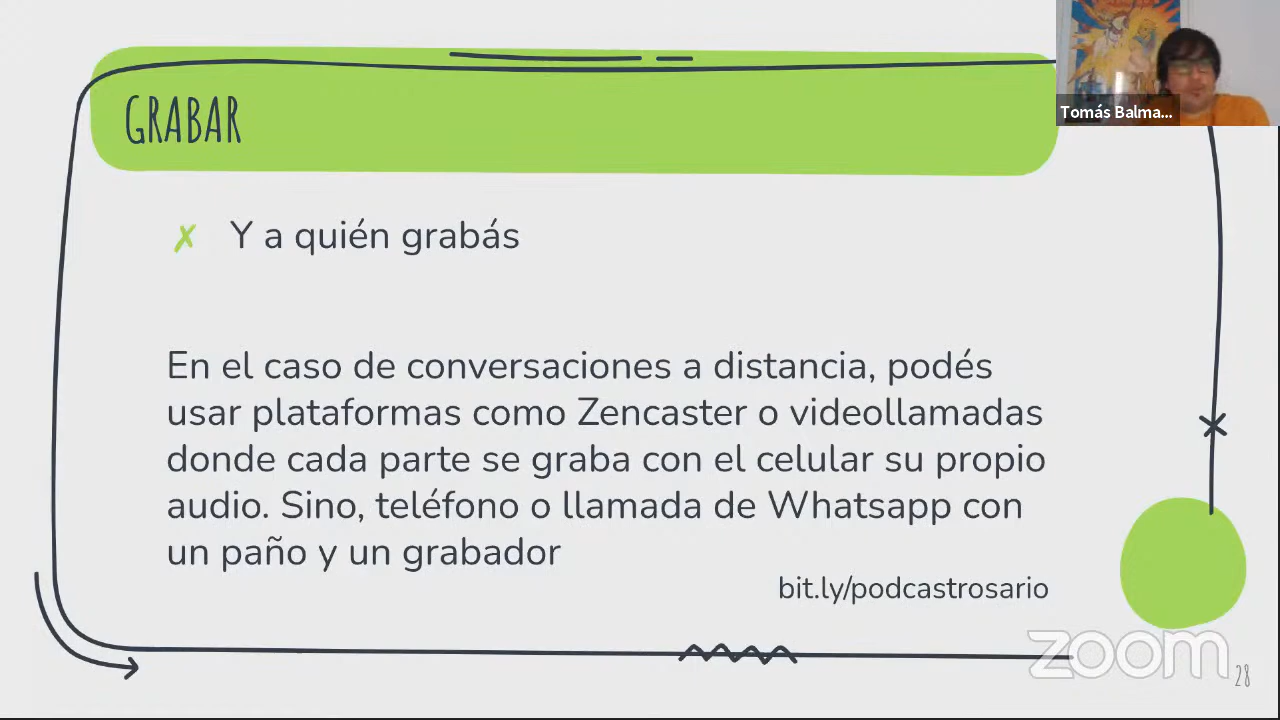 GRABAR
Tomás Balma...
✗ Y a quién grabás
En el caso de conversaciones a distancia, podés
usar plataformas como Zencaster o videollamadas
donde cada parte se graba con el celular su propio
audio. Sino, teléfono o llamada de Whatsapp con
un paño y un grabador
bit.ly/podcastrosario
zoom
28